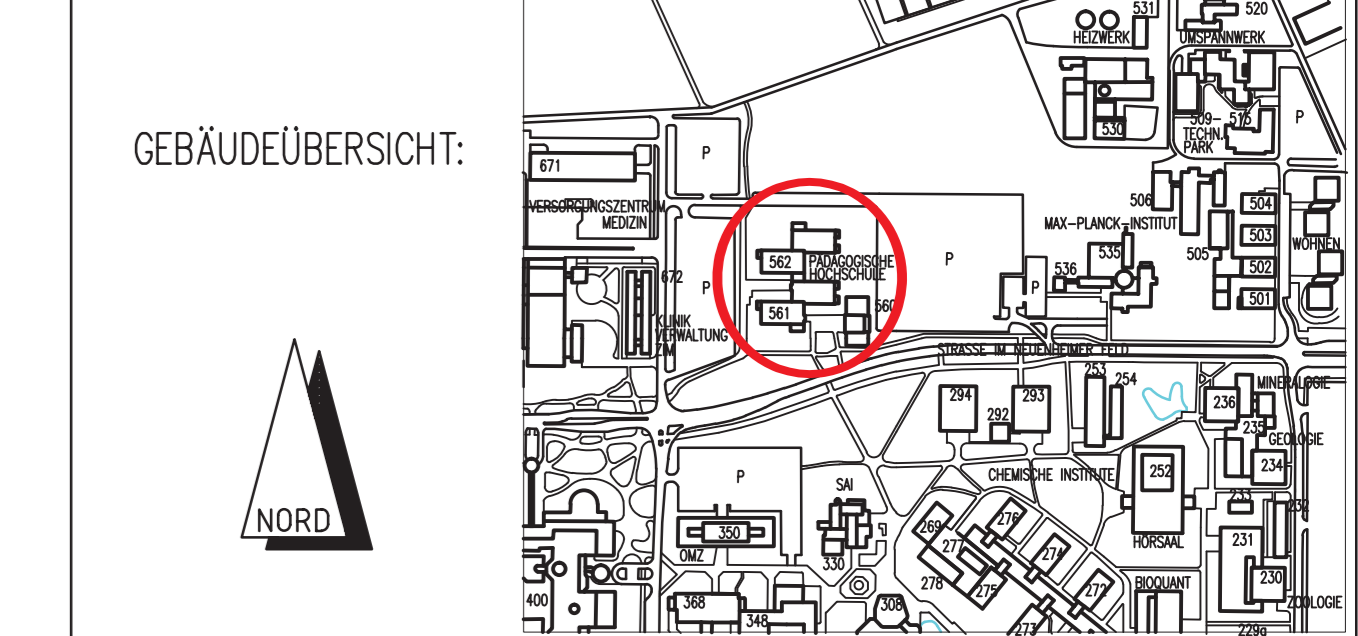 GEBÄUDEÜBERSICHT:
NORD
531
520
HEIZWERK
UMSPANNWERK
530
509-
515
TECHN.
PARK
P
671
P
VERSORGUNGSZENTRUM
MEDIZIN
506
504
MAX-PLANCK-INSTITUT
503
WOHNEN
505
502
501
535
536
P
P
562
PÄDAGOGISCHE
HOCHSCHULE
561
560
P
672
P
KLINIK
VERWALTUNG
ZIM
STRASSE IM NEUENHEIMER FELD
253
254
294
293
292
MINERALOGIE
236
235
GEOLOGIE
234
CHEMISCHE INSTITUTE
252
HÖRSAAL
233
232
231
230
ZOOLOGIE
229a
P
SAI
350
OMZ
330
269
276
277
274
278
275
272
273
BIOQUANT
400
368
348
308